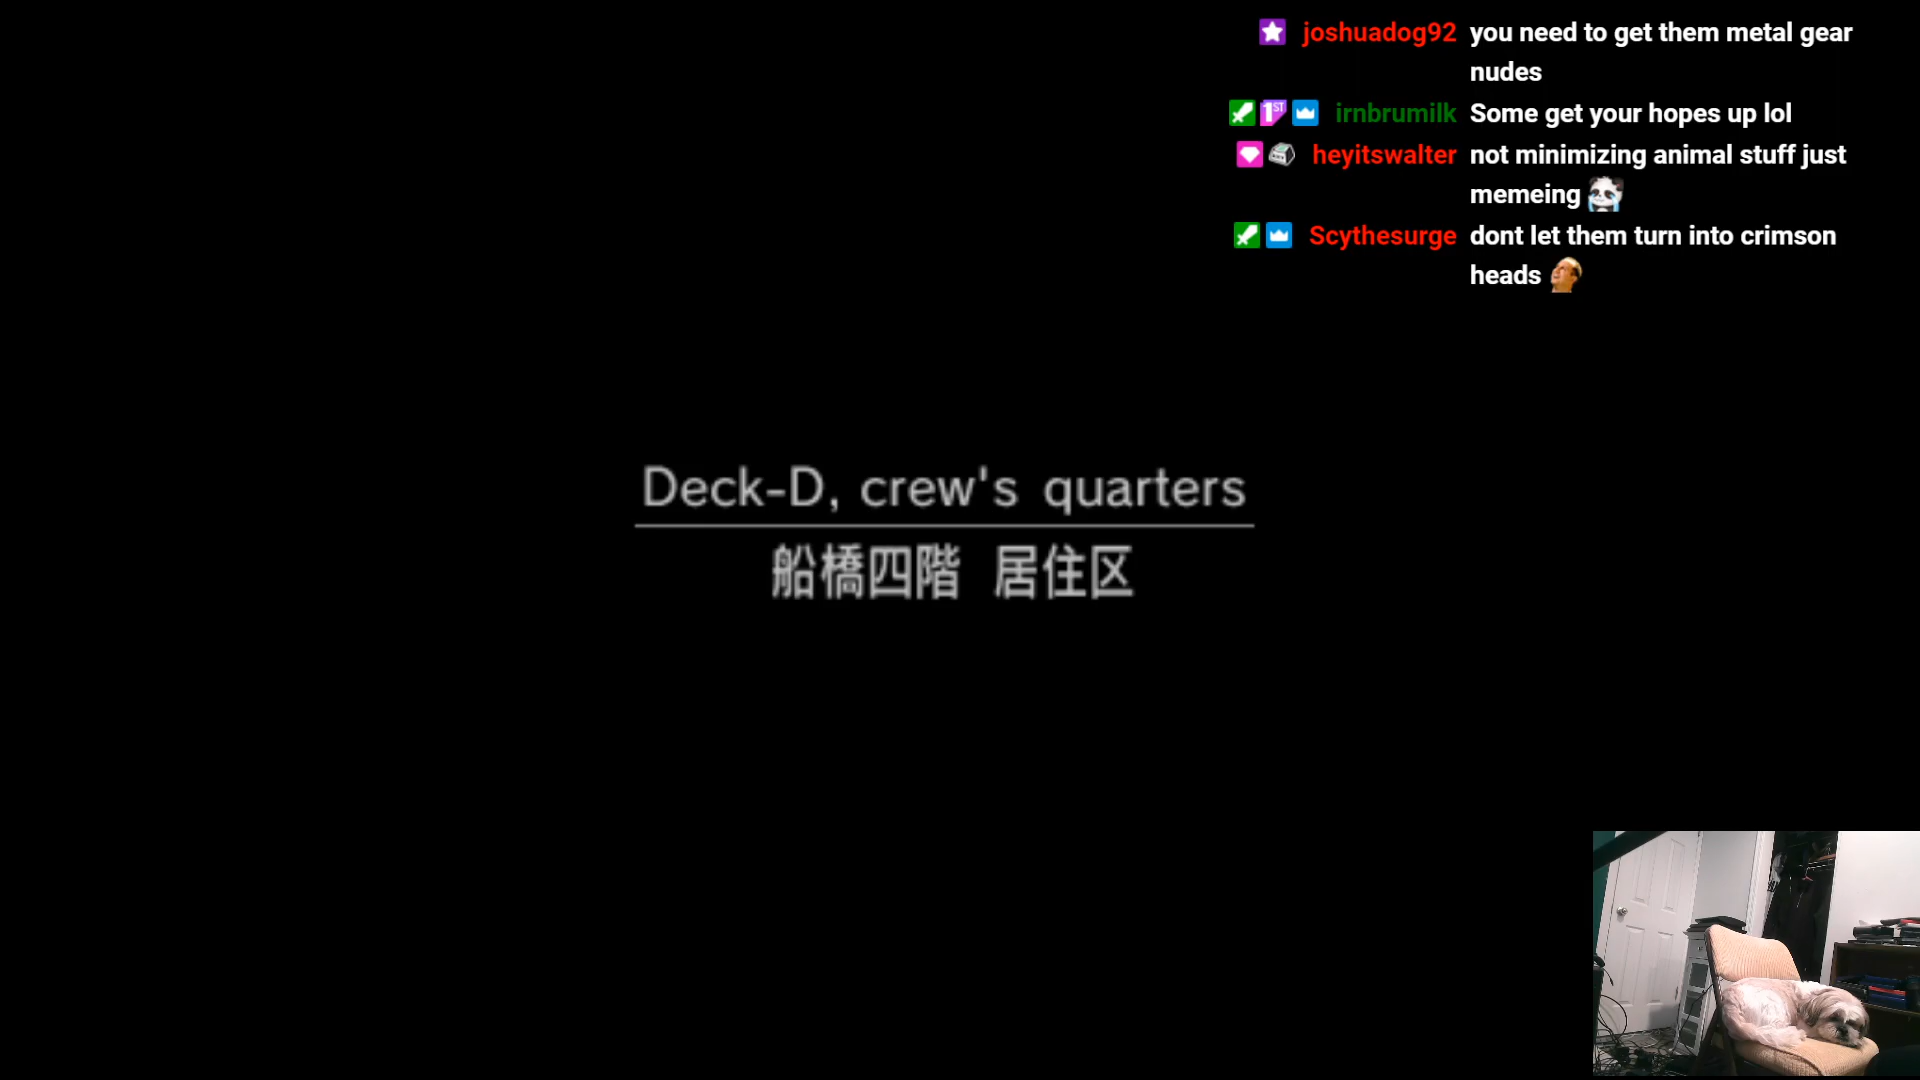 joshuadog92 you need to get them metal gear
nudes
1ST irnbrumilk Some get your hopes up lol
heyitswalter not minimizing animal stuff just
memeing
Scythesurge dont let them turn into crimson
heads
Deck-D, crew's quarters
船橋四階 居住区